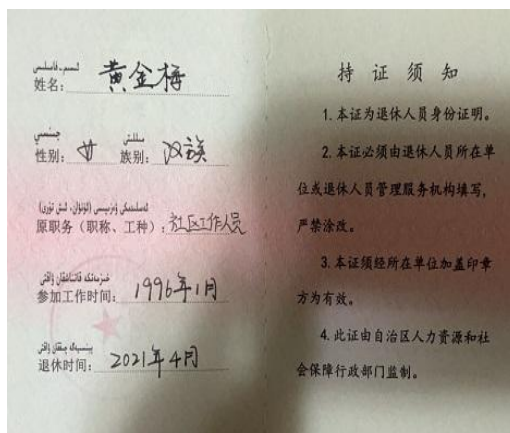 姓名：黄金梅
性别：女 族别：汉族
原职务（职称、工种）：社区工作人员
参加工作时间：1996年1月
退休时间：2021年4月
持证须知
1.本证为退休人员身份证明。
2.本证必须由退休人员所在单
位或退休人员管理服务机构填写，
严禁涂改。
3.本证须经所在单位加盖印章
方为有效。
4.此证由自治区人力资源和社
会保障行政部门监制。